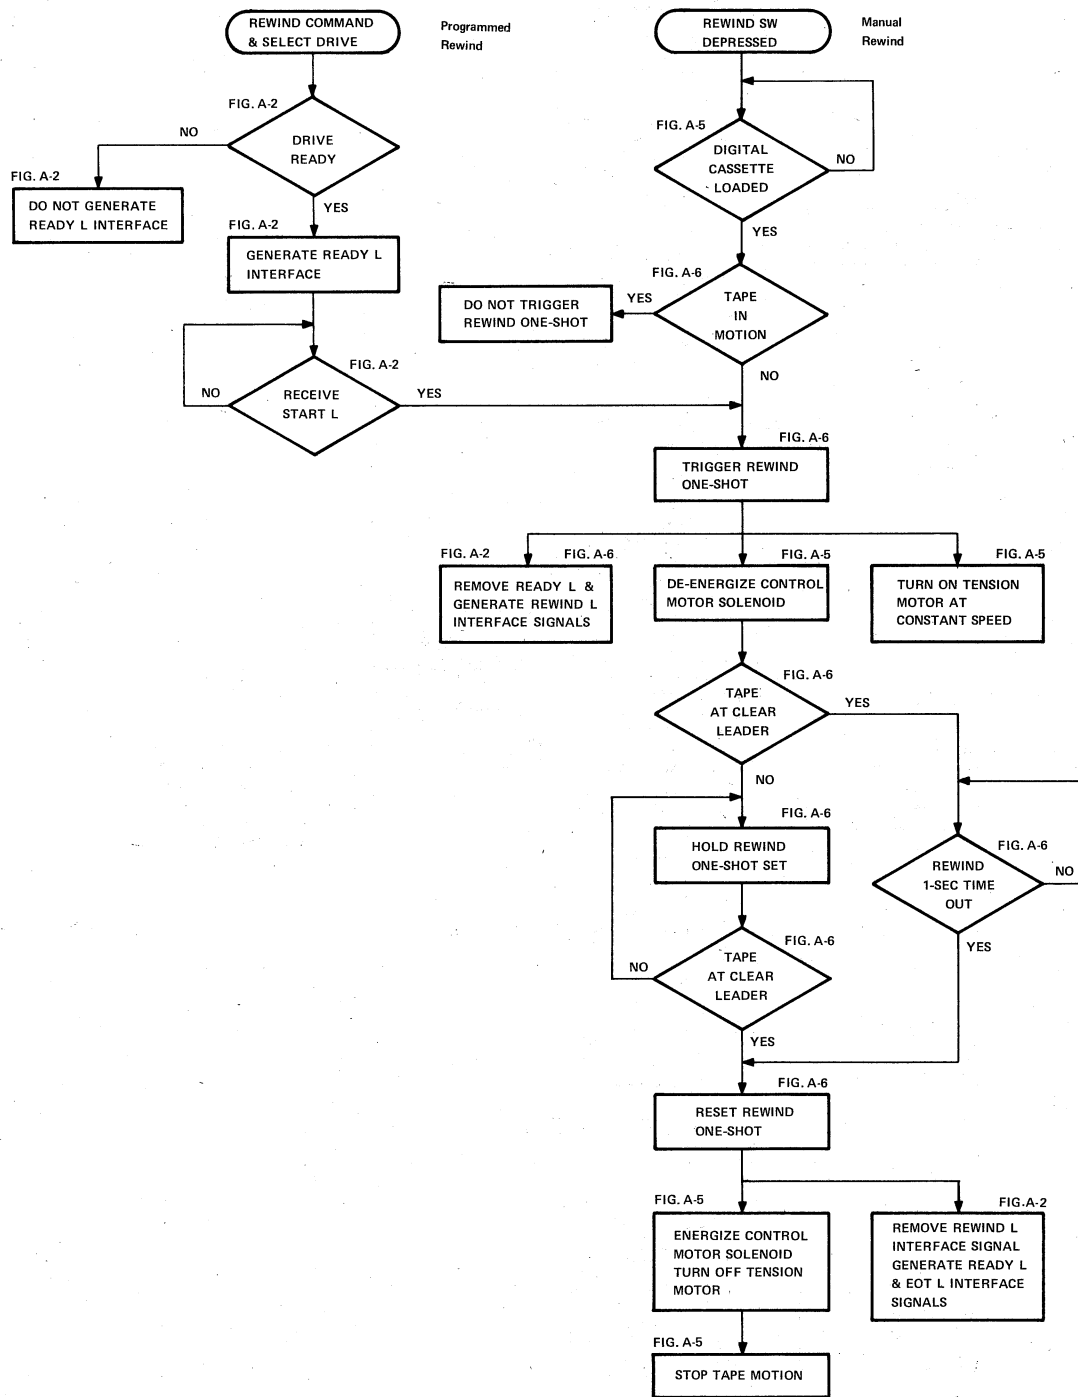 REWIND COMMAND
& SELECT DRIVE
Programmed
Rewind
REWIND SW
DEPRESSED
Manual
Rewind
FIG. A-2
DRIVE
READY
NO
YES
FIG. A-2
DO NOT GENERATE
READY L INTERFACE
FIG. A-2
GENERATE READY L
INTERFACE
FIG. A-2
RECEIVE
START L
NO
YES
FIG. A-5
DIGITAL
CASSETTE
LOADED
NO
YES
FIG. A-6
TAPE
IN
MOTION
YES
NO
DO NOT TRIGGER
REWIND ONE-SHOT
FIG. A-6
TRIGGER REWIND
ONE-SHOT
FIG. A-2
FIG. A-6
REMOVE READY L &
GENERATE REWIND L
INTERFACE SIGNALS
FIG. A-5
DE-ENERGIZE CONTROL
MOTOR SOLENOID
FIG. A-5
TURN ON TENSION
MOTOR AT
CONSTANT SPEED
FIG. A-6
TAPE
AT CLEAR
LEADER
YES
NO
FIG. A-6
HOLD REWIND
ONE-SHOT SET
FIG. A-6
REWIND
1-SEC TIME
OUT
NO
YES
FIG. A-6
TAPE
AT CLEAR
LEADER
NO
YES
FIG. A-6
RESET REWIND
ONE-SHOT
FIG. A-5
ENERGIZE CONTROL
MOTOR SOLENOID
TURN OFF TENSION
MOTOR
FIG.A-2
REMOVE REWIND L
INTERFACE SIGNAL
GENERATE READY L
& EOT L INTERFACE
SIGNALS
FIG. A-5
STOP TAPE MOTION